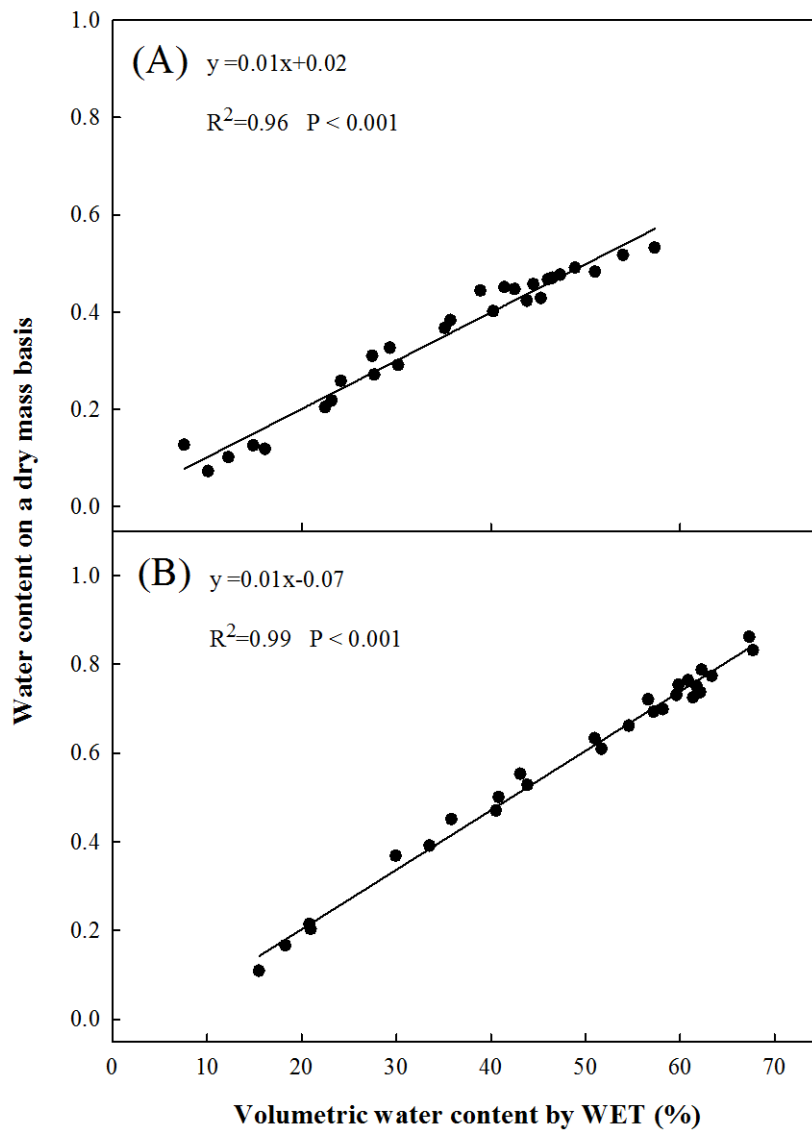 1.0
(A) y =0.01x+0.02
0.8
R²=0.96 P < 0.001
0.6
0.4
0.2
0.0
Water content on a dry mass basis
1.0
(B) y =0.01x-0.07
R²=0.99 P < 0.001
0.8
0.6
0.4
0.2
0.0
0 10 20 30 40 50 60 70
Volumetric water content by WET (%)